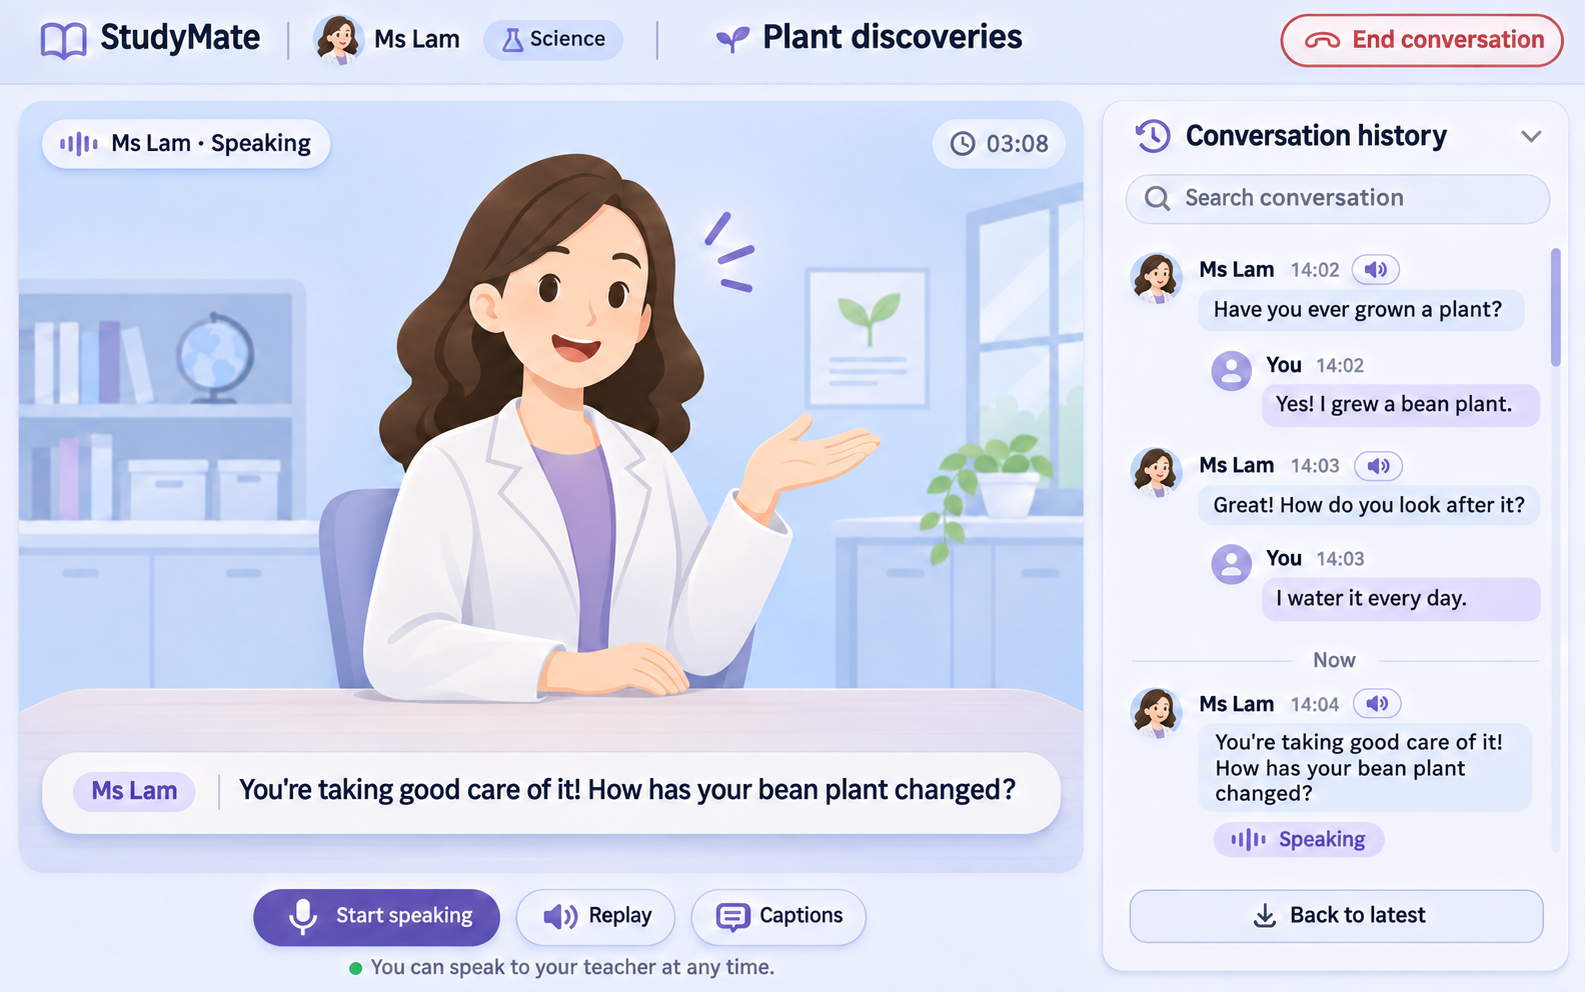 StudyMate
Ms Lam
Science
Plant discoveries
End conversation
Ms Lam · Speaking
03:08
Ms Lam
You're taking good care of it! How has your bean plant changed?
Start speaking
Replay
Captions
You can speak to your teacher at any time.
Conversation history
Search conversation
Ms Lam 14:02
Have you ever grown a plant?
You 14:02
Yes! I grew a bean plant.
Ms Lam 14:03
Great! How do you look after it?
You 14:03
I water it every day.
Now
Ms Lam 14:04
You're taking good care of it!
How has your bean plant
changed?
Speaking
Back to latest